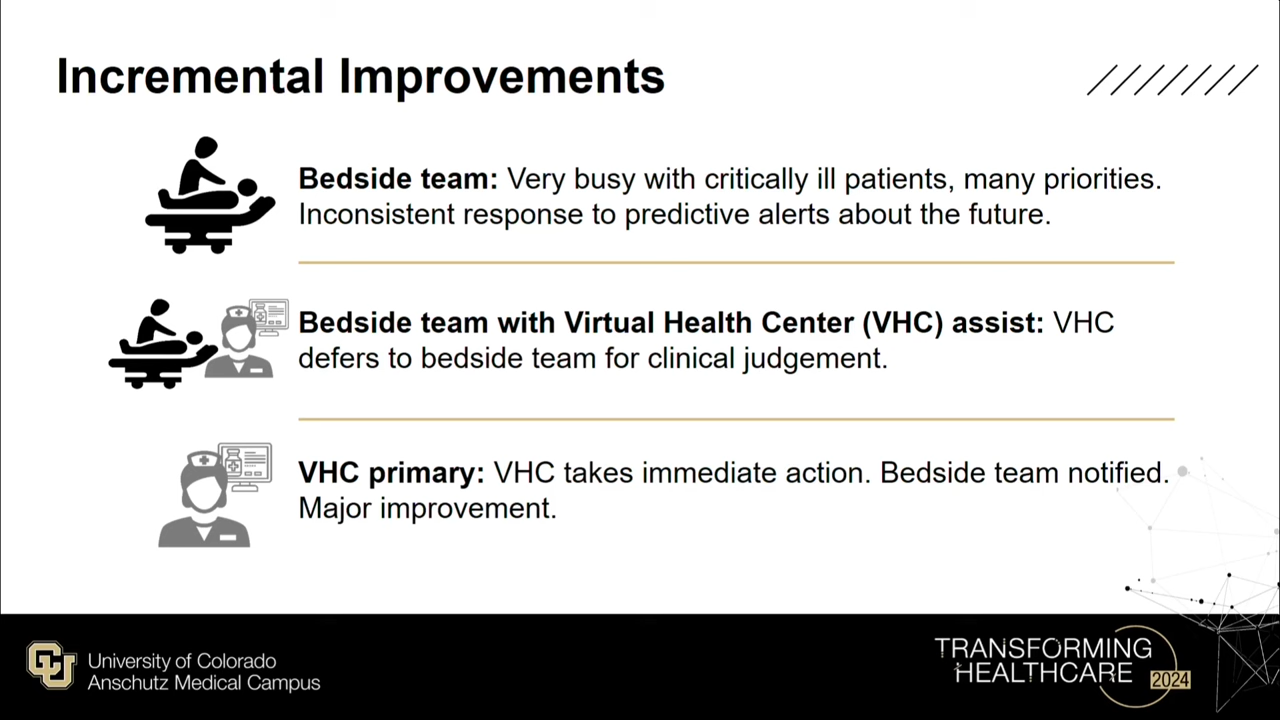 Incremental Improvements
Bedside team: Very busy with critically ill patients, many priorities.
Inconsistent response to predictive alerts about the future.
Bedside team with Virtual Health Center (VHC) assist: VHC
defers to bedside team for clinical judgement.
VHC primary: VHC takes immediate action. Bedside team notified.
Major improvement.
CU
University of Colorado
Anschutz Medical Campus
TRANSFORMING
HEALTHCARE
2024